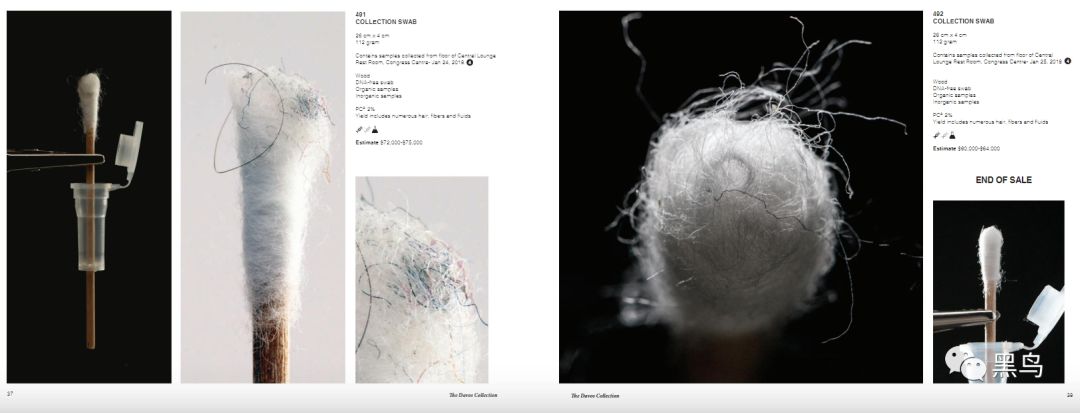 491
COLLECTION SWAB
26 cm x 4 cm
112 gram
Contains samples collected from floor of Central Lounge
Rest Room, Congress Centre- Jan 24, 2018 4
Wood
DNA-free swab
Organic samples
Inorganic samples
PC² 2%
Yield includes numerous hair, fibers and fluids
Estimate $72,000-$75,000
37
The Davos Collection
492
COLLECTION SWAB
26 cm x 4 cm
112 gram
Contains samples collected from floor of Central
Lounge Rest Room, Congress Centre- Jan 25, 2018 4
Wood
DNA-free swab
Organic samples
Inorganic samples
PC² 2%
Yield includes numerous hair, fibers and fluids
Estimate $60,000-$64,000
END OF SALE
黑鸟
The Davos Collection